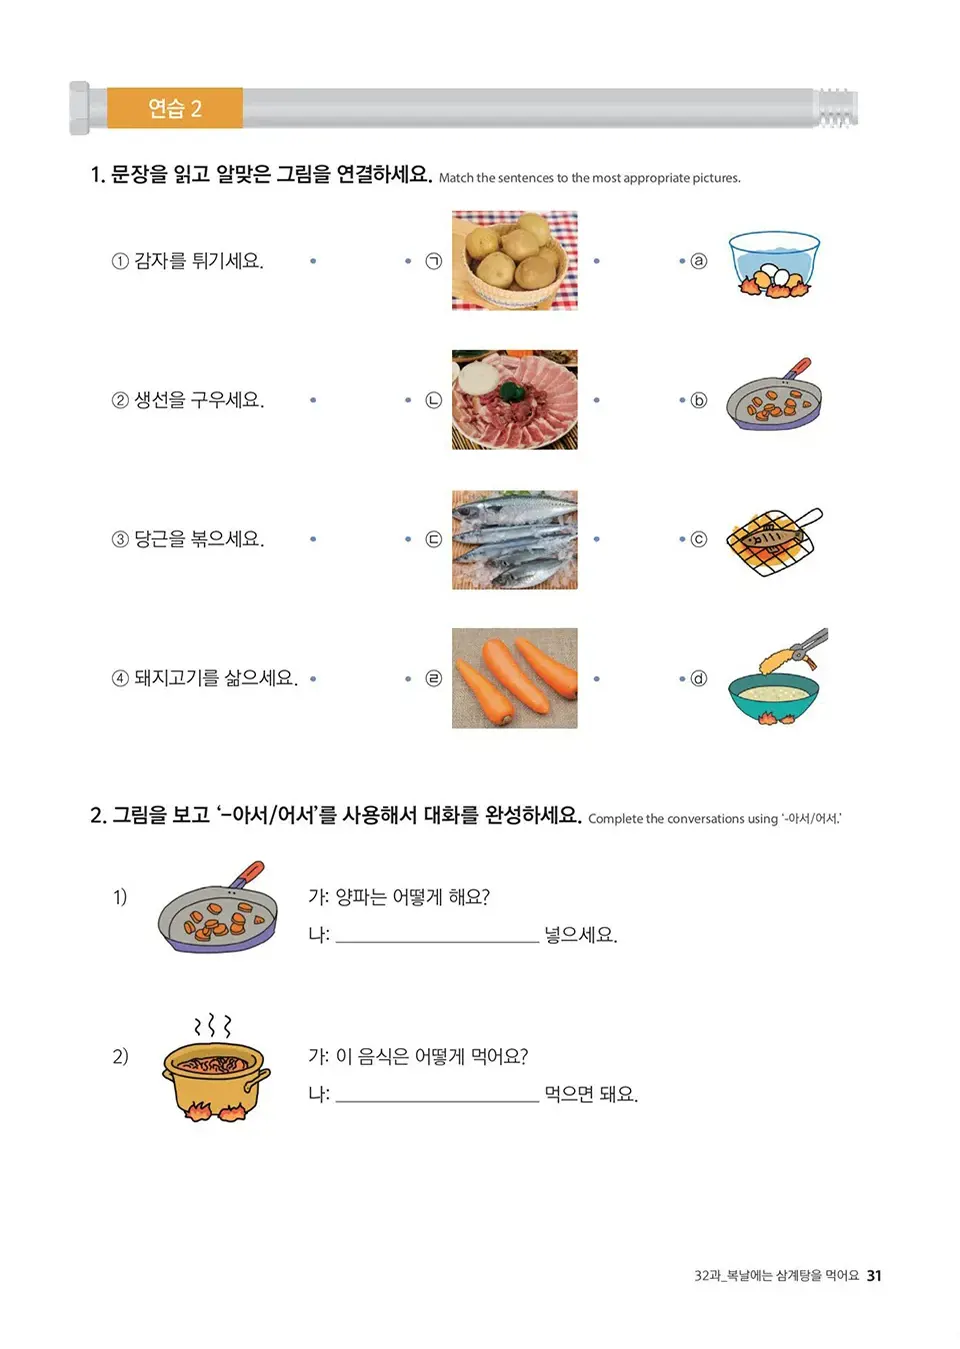 연습 2
1. 문장을 읽고 알맞은 그림을 연결하세요. Match the sentences to the most appropriate pictures.
① 감자를 튀기세요. • • ㉠ • • ⓐ
② 생선을 구우세요. • • ㉡ • • ⓑ
③ 당근을 볶으세요. • • ㉢ • • ⓒ
④ 돼지고기를 삶으세요. • • ㉣ • • ⓓ
2. 그림을 보고 ‘-아서/어서’를 사용해서 대화를 완성하세요. Complete the conversations using ‘-아서/어서.’
1) 가: 양파는 어떻게 해요?
나: ____________________ 넣으세요.
2) 가: 이 음식은 어떻게 먹어요?
나: ____________________ 먹으면 돼요.
32과_복날에는 삼계탕을 먹어요 31